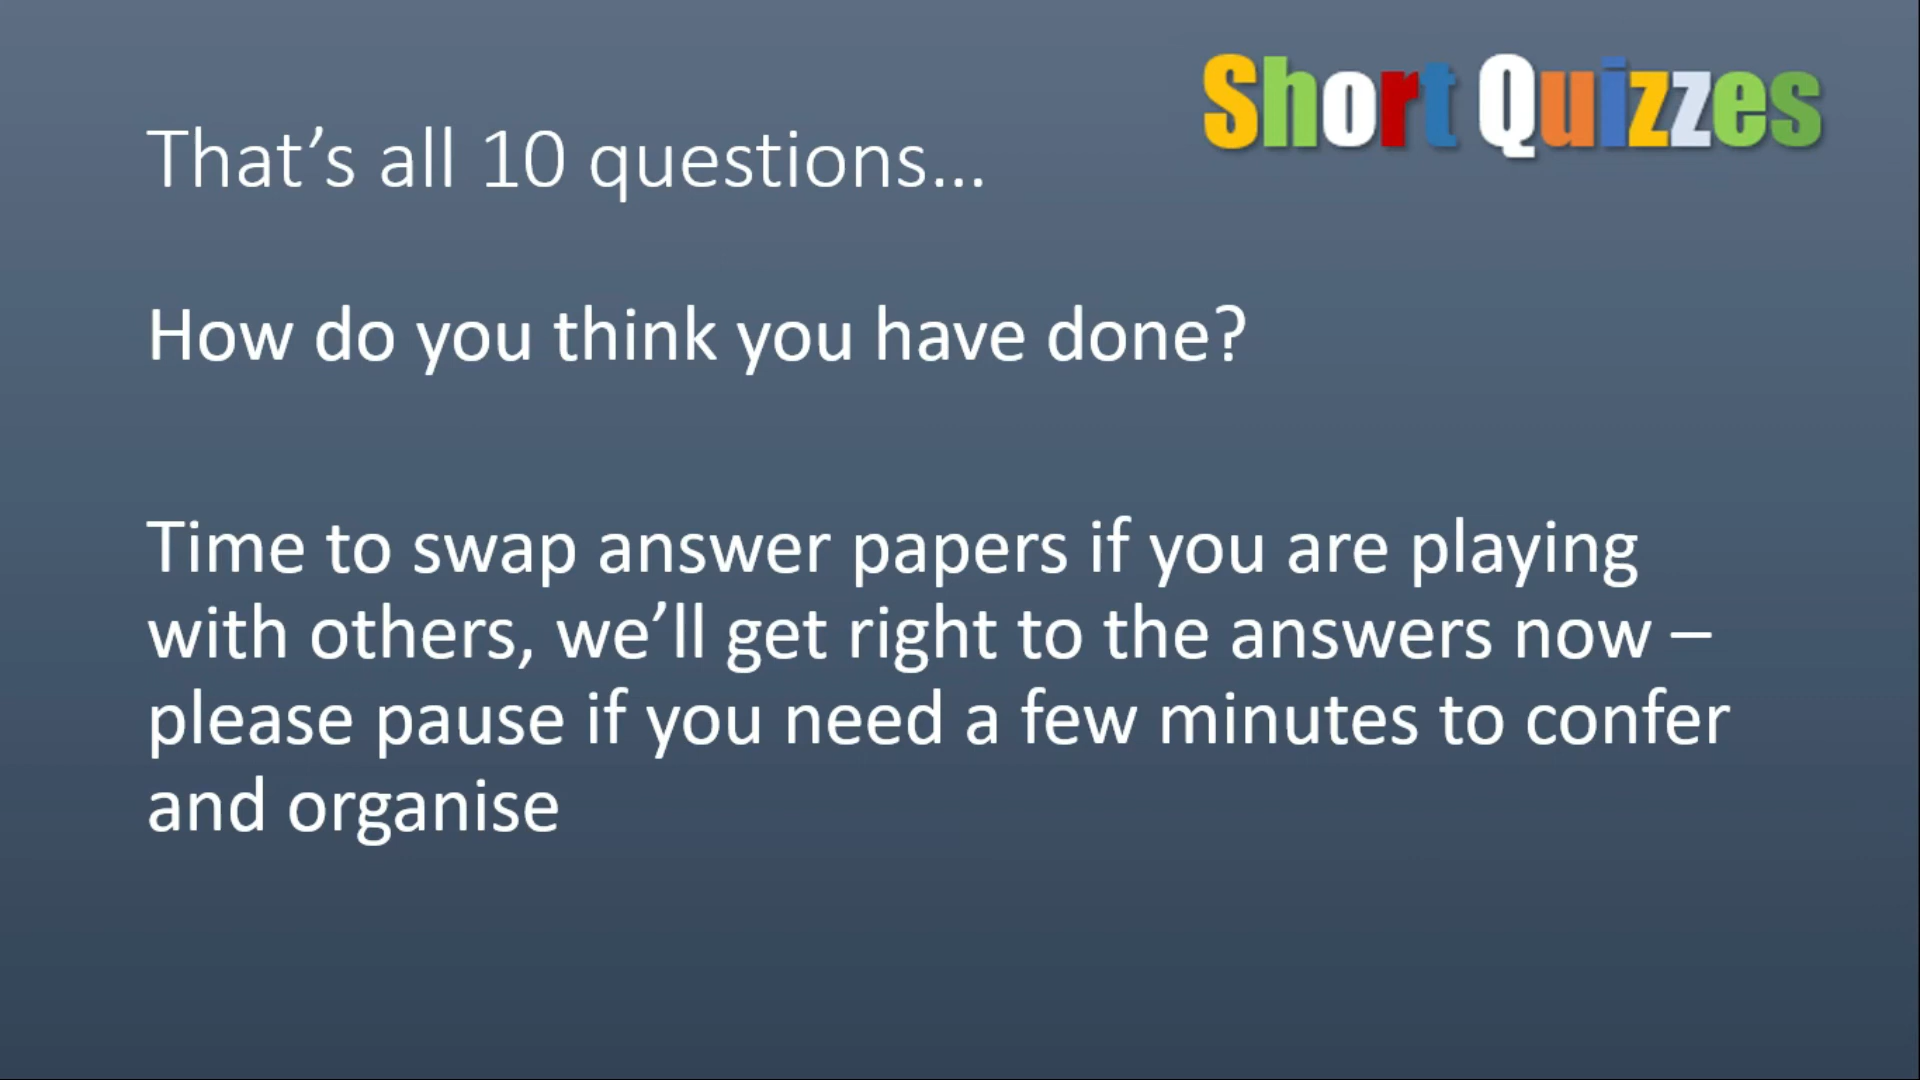 Short Quizzes
That’s all 10 questions…
How do you think you have done?
Time to swap answer papers if you are playing
with others, we’ll get right to the answers now –
please pause if you need a few minutes to confer
and organise